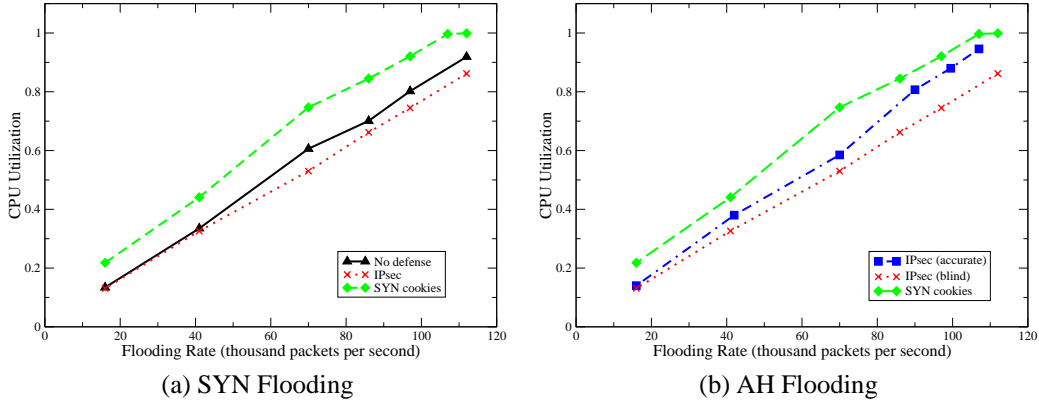 1
0.8
0.6
0.4
0.2
0
CPU Utilization
0 20 40 60 80 100 120
Flooding Rate (thousand packets per second)
No defense
IPsec
SYN cookies
(a) SYN Flooding
1
0.8
0.6
0.4
0.2
0
CPU Utilization
0 20 40 60 80 100 120
Flooding Rate (thousand packets per second)
IPsec (accurate)
IPsec (blind)
SYN cookies
(b) AH Flooding